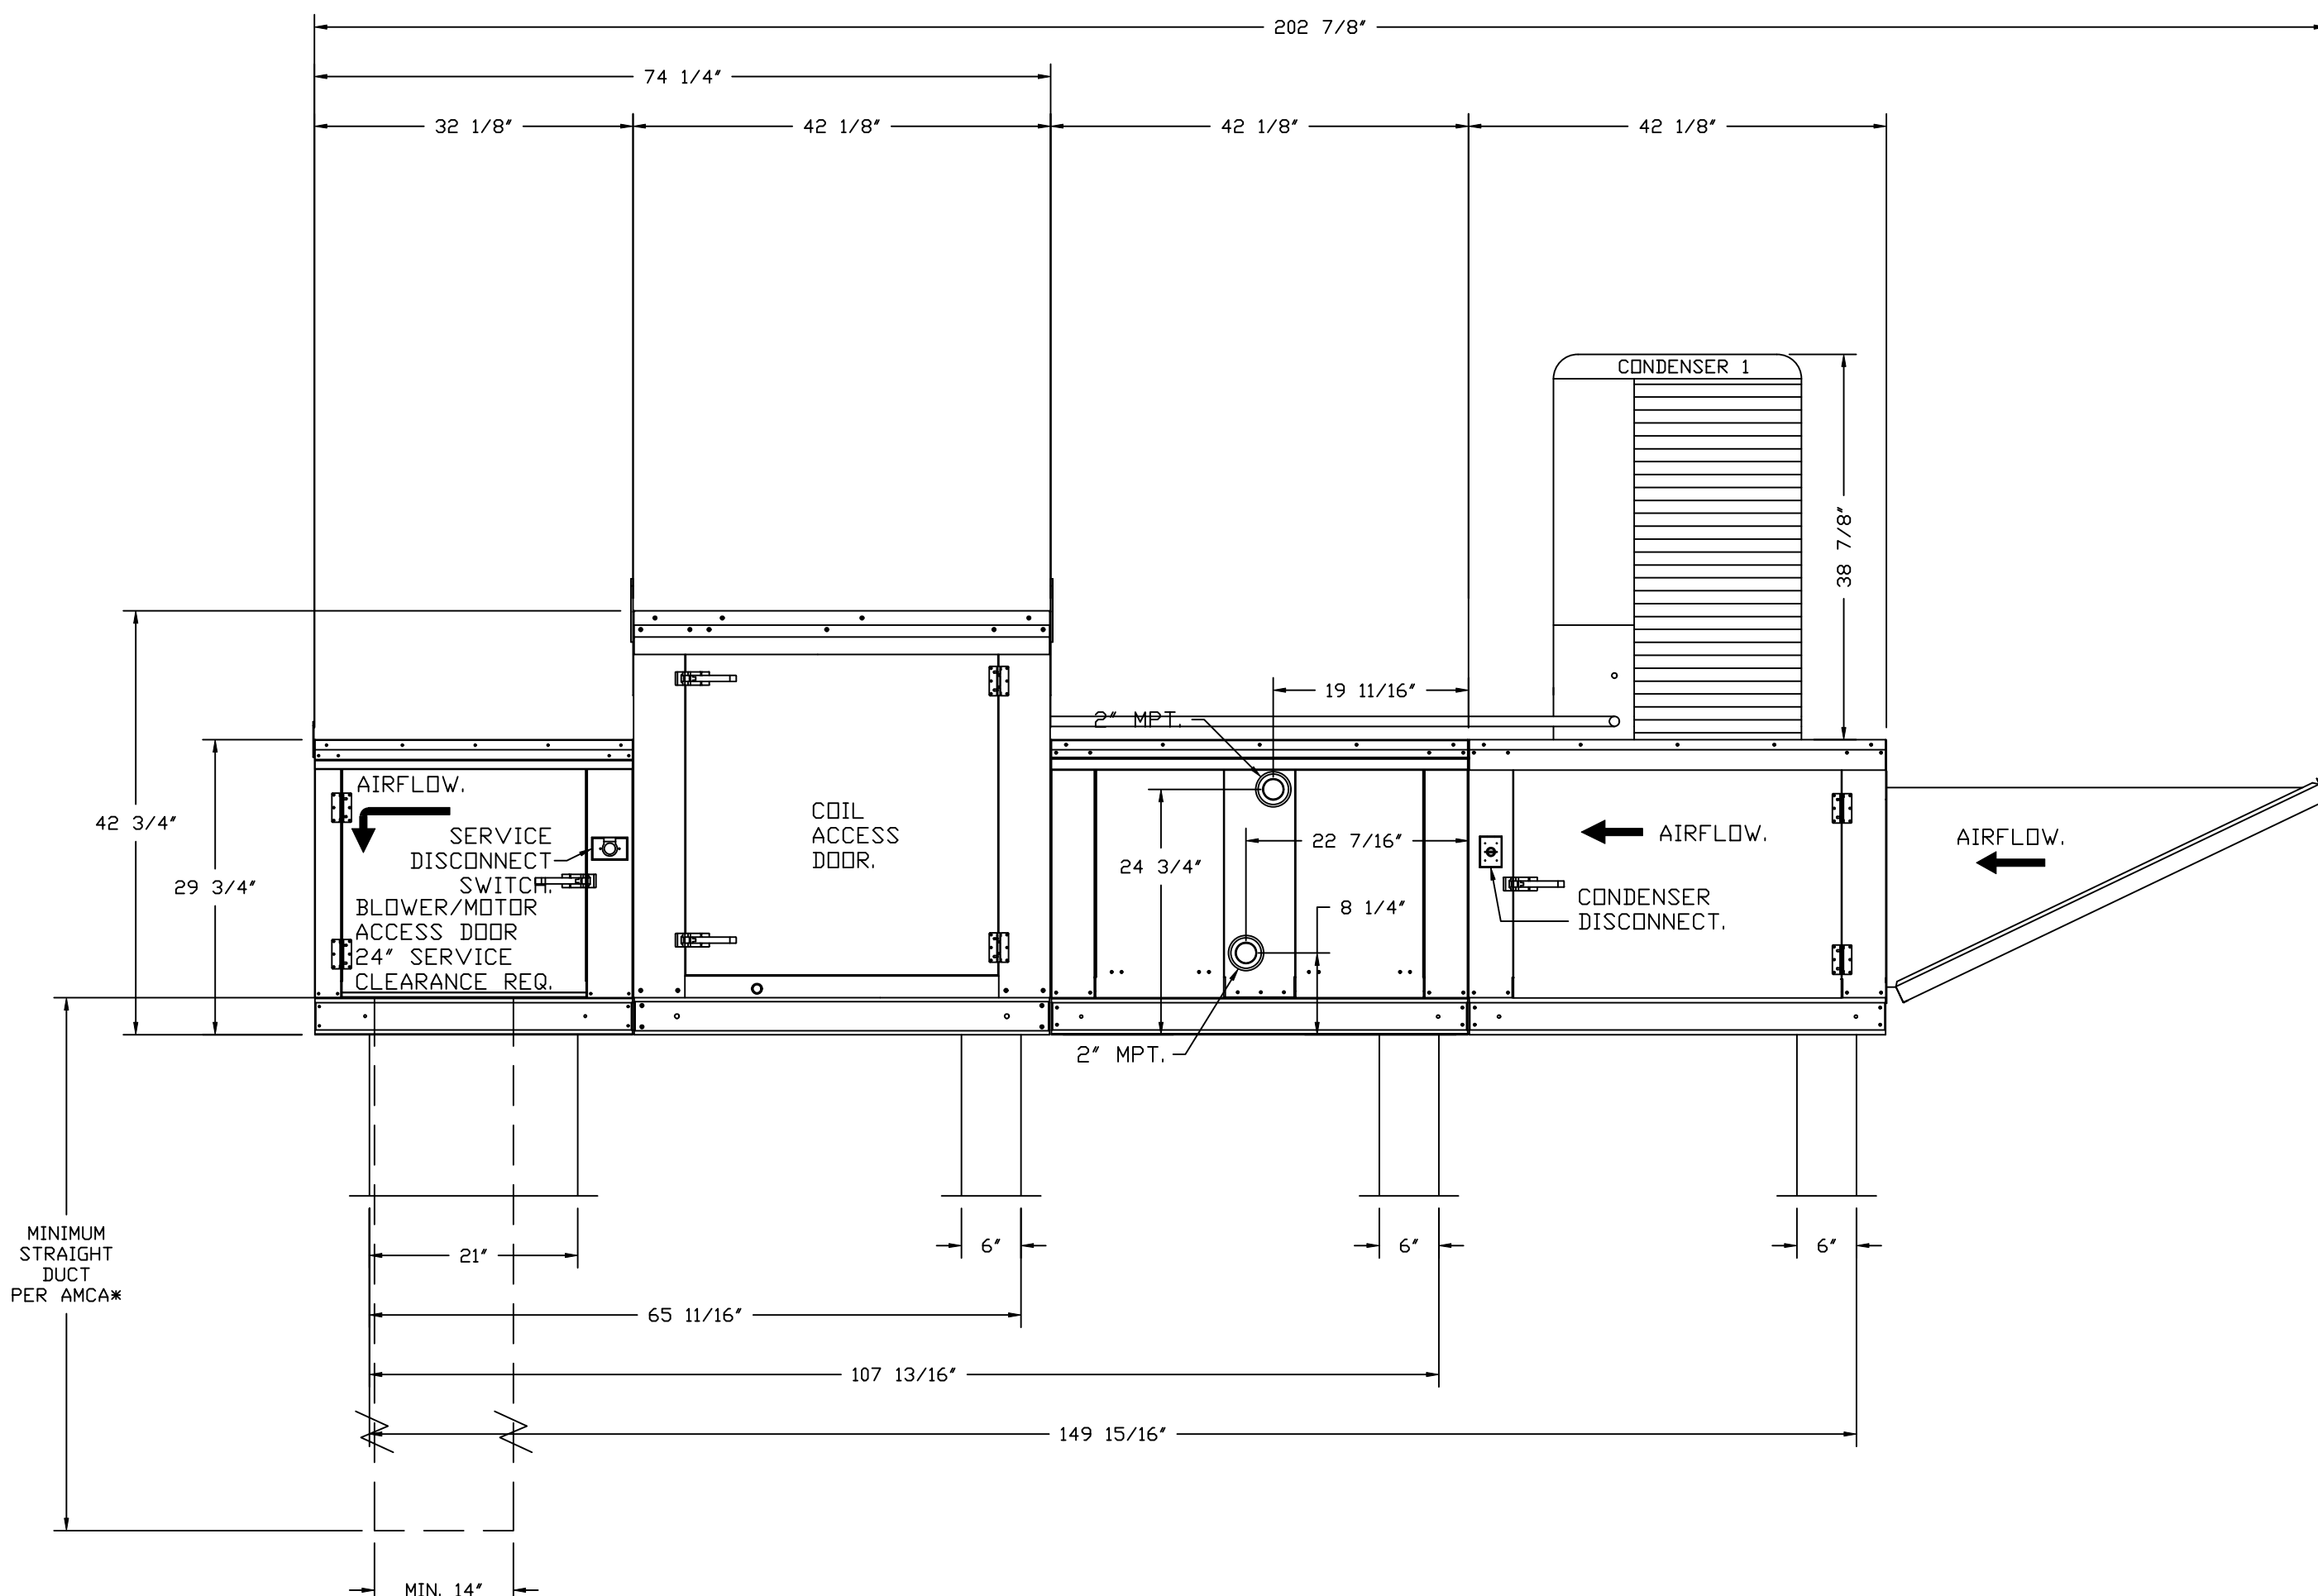 202 7/8"
74 1/4"
32 1/8"
42 1/8"
42 1/8"
42 1/8"
CONDENSER 1
38 7/8"
19 11/16"
2" MPT.
AIRFLOW.
42 3/4"
29 3/4"
SERVICE
DISCONNECT
SWITCH.
BLOWER/MOTOR
ACCESS DOOR
24" SERVICE
CLEARANCE REQ.
COIL
ACCESS
DOOR.
24 3/4"
22 7/16"
8 1/4"
2" MPT.
AIRFLOW.
CONDENSER
DISCONNECT.
AIRFLOW.
MINIMUM
STRAIGHT
DUCT
PER AMCA*
21"
6"
6"
6"
65 11/16"
107 13/16"
149 15/16"
MIN. 14"